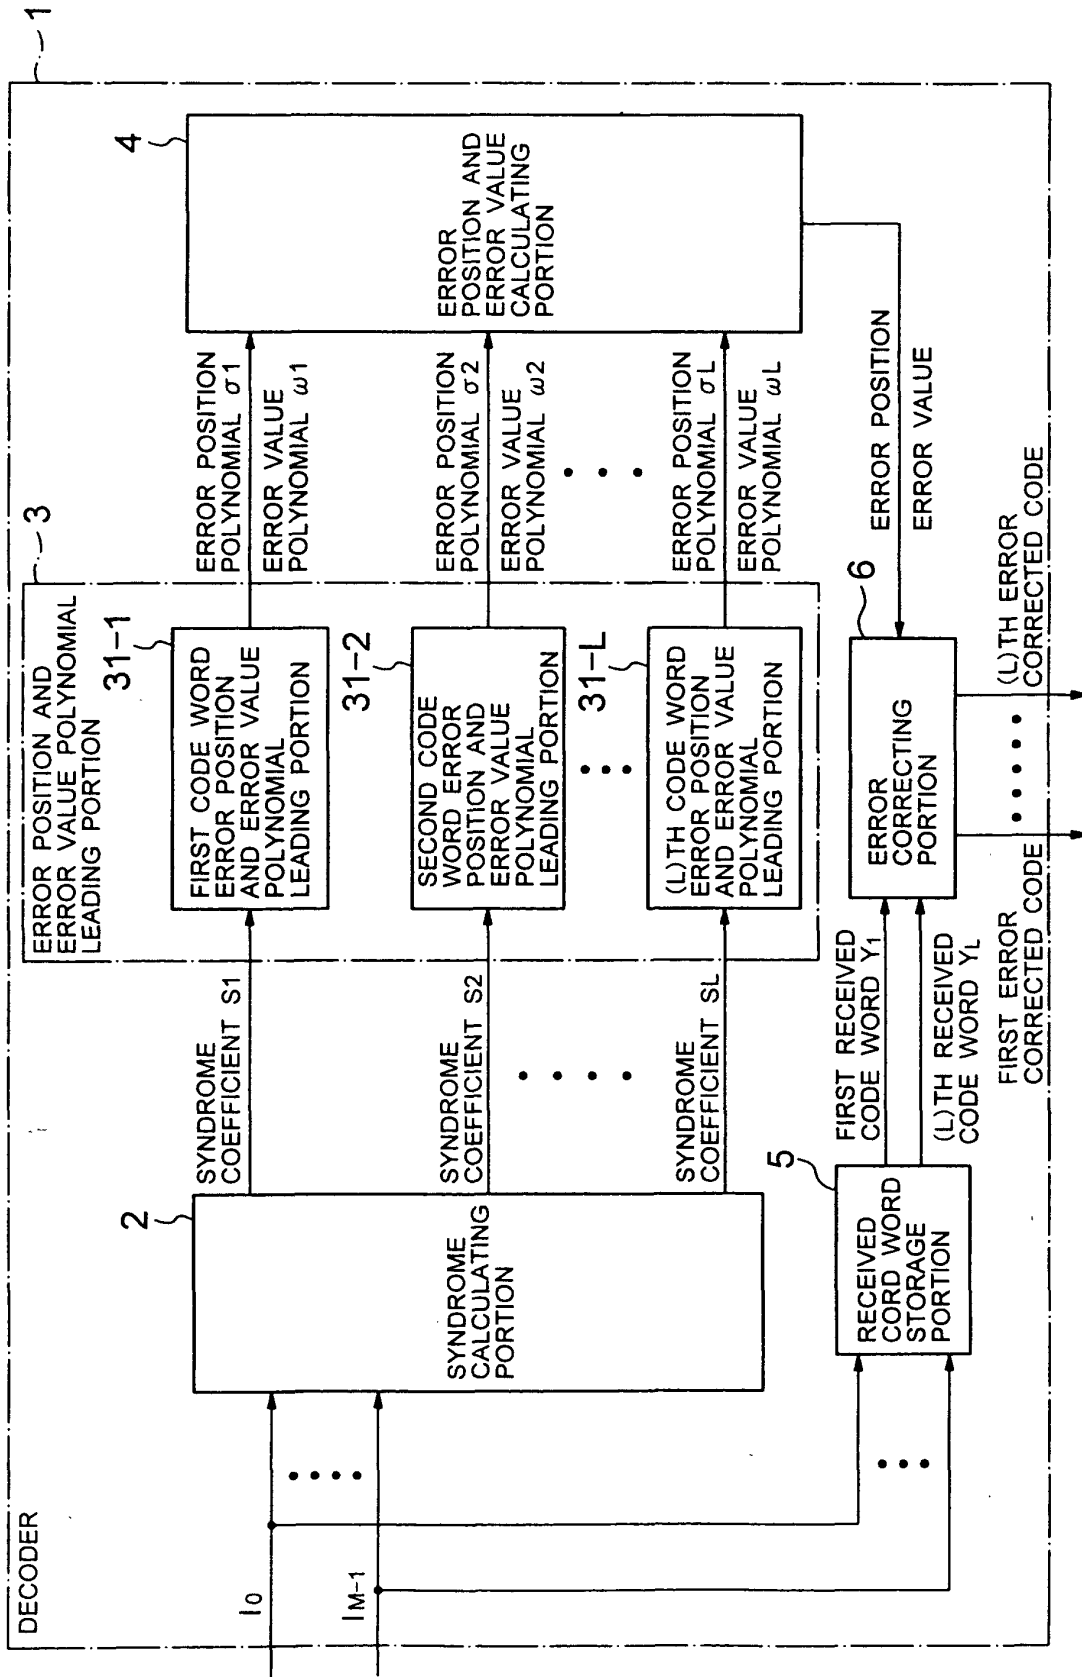 1
DECODER
I0
IM-1
2
SYNDROME
CALCULATING
PORTION
SYNDROME
COEFFICIENT S1
SYNDROME
COEFFICIENT S2
SYNDROME
COEFFICIENT SL
3
ERROR POSITION AND
ERROR VALUE POLYNOMIAL
LEADING PORTION
31-1
FIRST CODE WORD
ERROR POSITION
AND ERROR VALUE
POLYNOMIAL
LEADING PORTION
31-2
SECOND CODE
WORD ERROR
POSITION AND
ERROR VALUE
POLYNOMIAL
LEADING PORTION
31-L
(L)TH CODE WORD
ERROR POSITION
AND ERROR VALUE
POLYNOMIAL
LEADING PORTION
ERROR POSITION
POLYNOMIAL σ1
ERROR VALUE
POLYNOMIAL ω1
ERROR POSITION
POLYNOMIAL σ2
ERROR VALUE
POLYNOMIAL ω2
ERROR POSITION
POLYNOMIAL σL
ERROR VALUE
POLYNOMIAL ωL
4
ERROR
POSITION AND
ERROR VALUE
CALCULATING
PORTION
5
RECEIVED
CORD WORD
STORAGE
PORTION
FIRST RECEIVED
CODE WORD Y1
(L)TH RECEIVED
CODE WORD YL
6
ERROR
CORRECTING
PORTION
ERROR POSITION
ERROR VALUE
FIRST ERROR
CORRECTED CODE
(L)TH ERROR
CORRECTED CODE